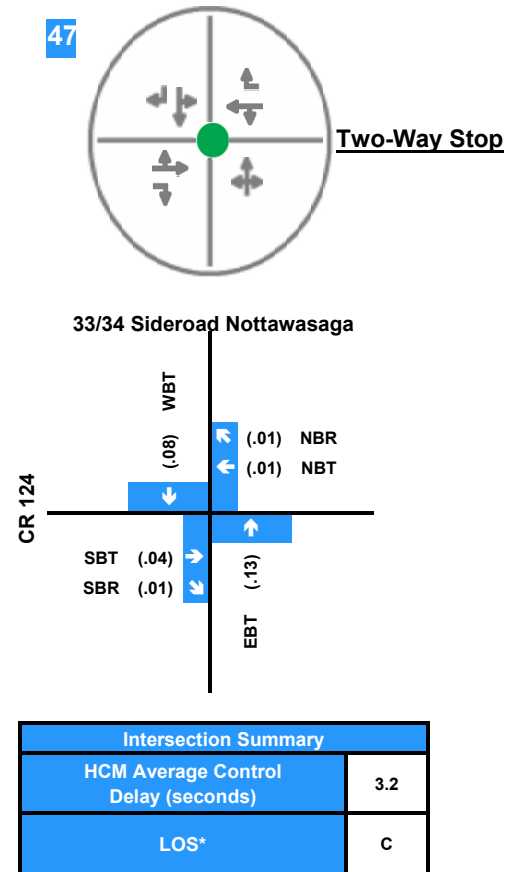 47
Two-Way Stop
33/34 Sideroad Nottawasaga
CR 124
(.08) WBT
(.01) NBR
(.01) NBT
SBT (.04)
SBR (.01)
EBT (.13)
Intersection Summary
HCM Average Control
Delay (seconds)
3.2
LOS*
C